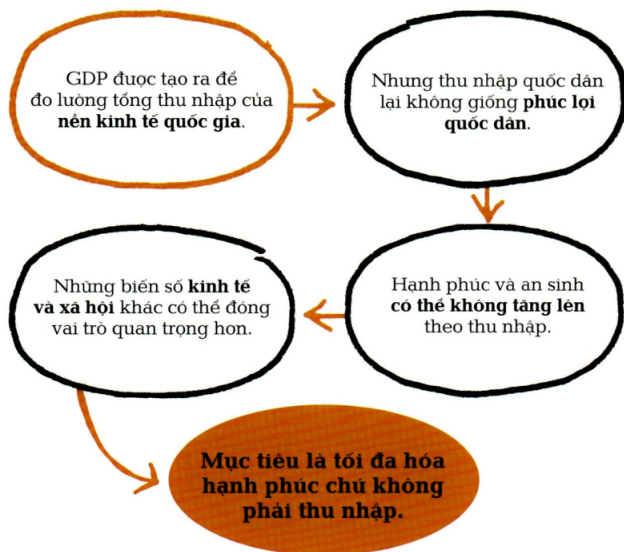 GDP được tạo ra để
đo lường tổng thu nhập của
nền kinh tế quốc gia.
Nhưng thu nhập quốc dân
lại không giống phúc lợi
quốc dân.
Hạnh phúc và an sinh
có thể không tăng lên
theo thu nhập.
Những biến số kinh tế
và xã hội khác có thể đóng
vai trò quan trọng hơn.
Mục tiêu là tối đa hóa
hạnh phúc chứ không
phải thu nhập.